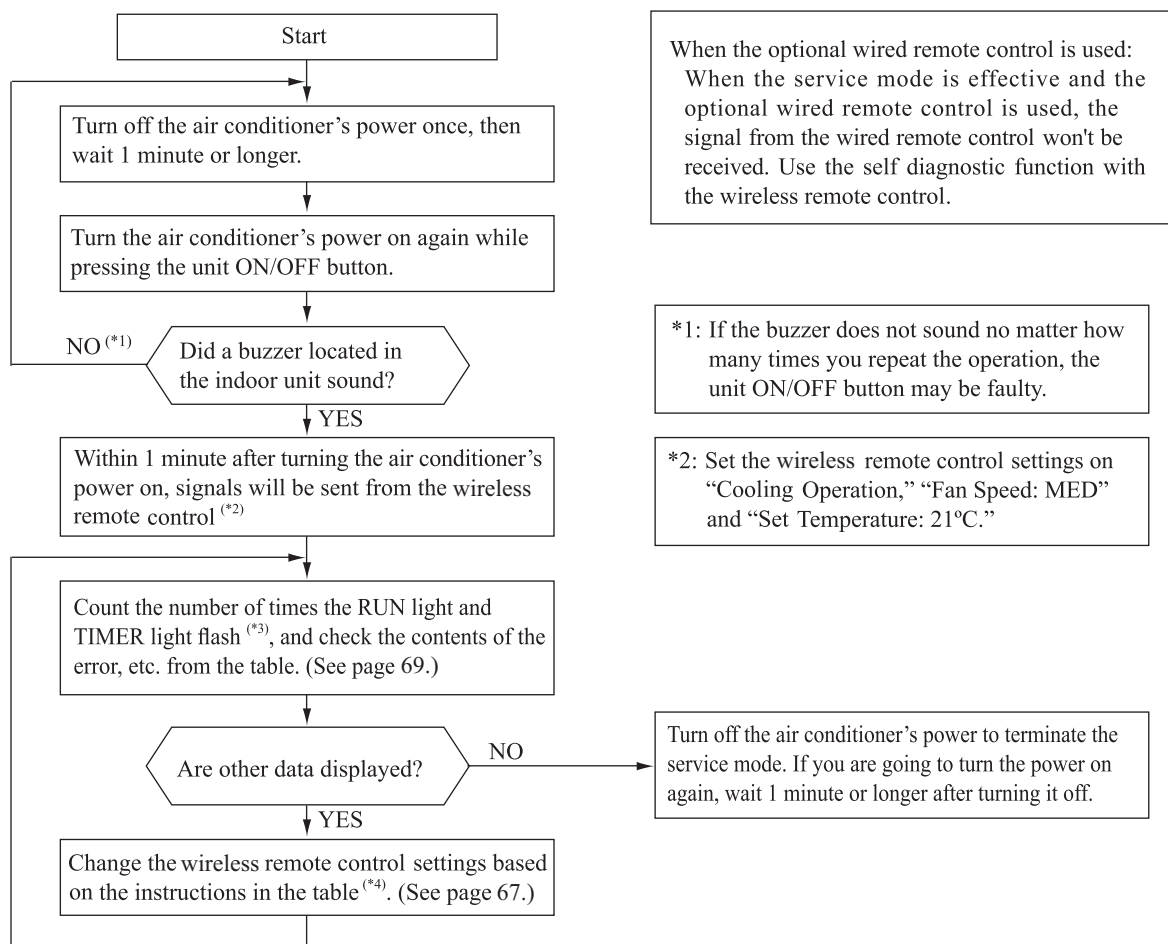 Start
Turn off the air conditioner's power once, then
wait 1 minute or longer.
Turn the air conditioner's power on again while
pressing the unit ON/OFF button.
NO (*1)
Did a buzzer located in
the indoor unit sound?
YES
Within 1 minute after turning the air conditioner's
power on, signals will be sent from the wireless
remote control (*2)
Count the number of times the RUN light and
TIMER light flash (*3), and check the contents of the
error, etc. from the table. (See page 69.)
Are other data displayed?
NO
YES
Change the wireless remote control settings based
on the instructions in the table (*4). (See page 67.)
When the optional wired remote control is used:
When the service mode is effective and the
optional wired remote control is used, the
signal from the wired remote control won't be
received. Use the self diagnostic function with
the wireless remote control.
*1: If the buzzer does not sound no matter how
many times you repeat the operation, the
unit ON/OFF button may be faulty.
*2: Set the wireless remote control settings on
“Cooling Operation,” “Fan Speed: MED”
and “Set Temperature: 21ºC.”
Turn off the air conditioner's power to terminate the
service mode. If you are going to turn the power on
again, wait 1 minute or longer after turning it off.